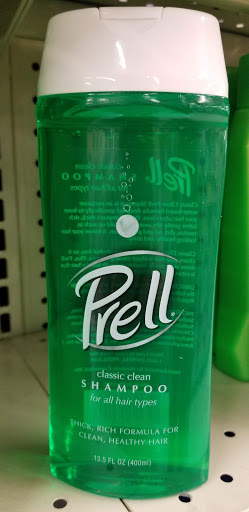 Prell
classic clean
SHAMPOO
for all hair types
THICK, RICH FORMULA FOR
CLEAN, HEALTHY HAIR
13.5 FL OZ (400ml)